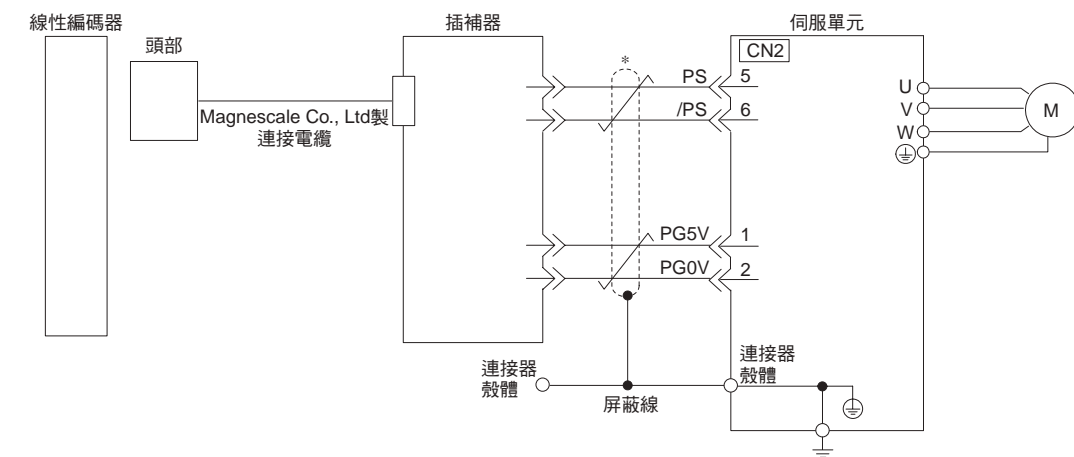 線性編碼器
頭部
Magnescale Co., Ltd製
連接電纜
插補器
*
PS
/PS
PG5V
PG0V
伺服單元
CN2
5
6
1
2
U
V
W
M
連接器
殼體
屏蔽線
連接器
殼體